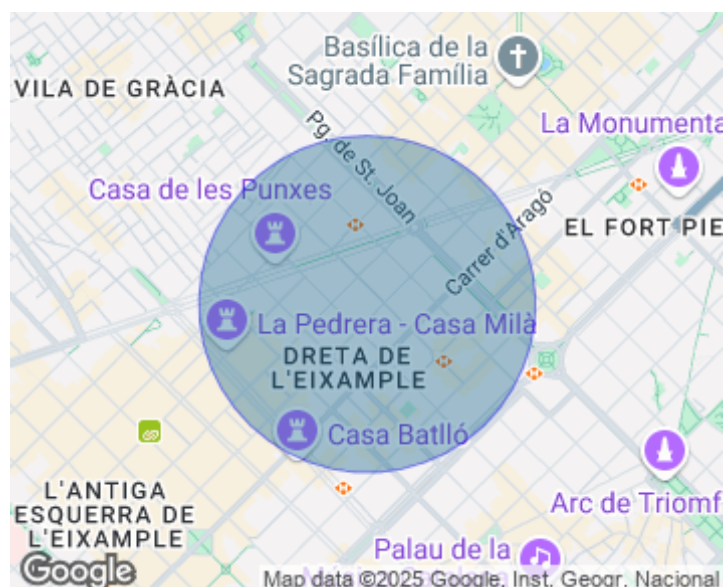 Basílica de la
Sagrada Família
VILA DE GRÀCIA
Pg. de St. Joan
La Monumenta
Casa de les Punxes
Carrer d'Aragó
EL FORT PIE
La Pedrera - Casa Milà
DRETA DE
L'EIXAMPLE
Casa Batlló
L'ANTIGA
ESQUERRA DE
L'EIXAMPLE
Arc de Triomf
Palau de la
Google
Map data ©2025 Google, Inst. Geogr. Nacional